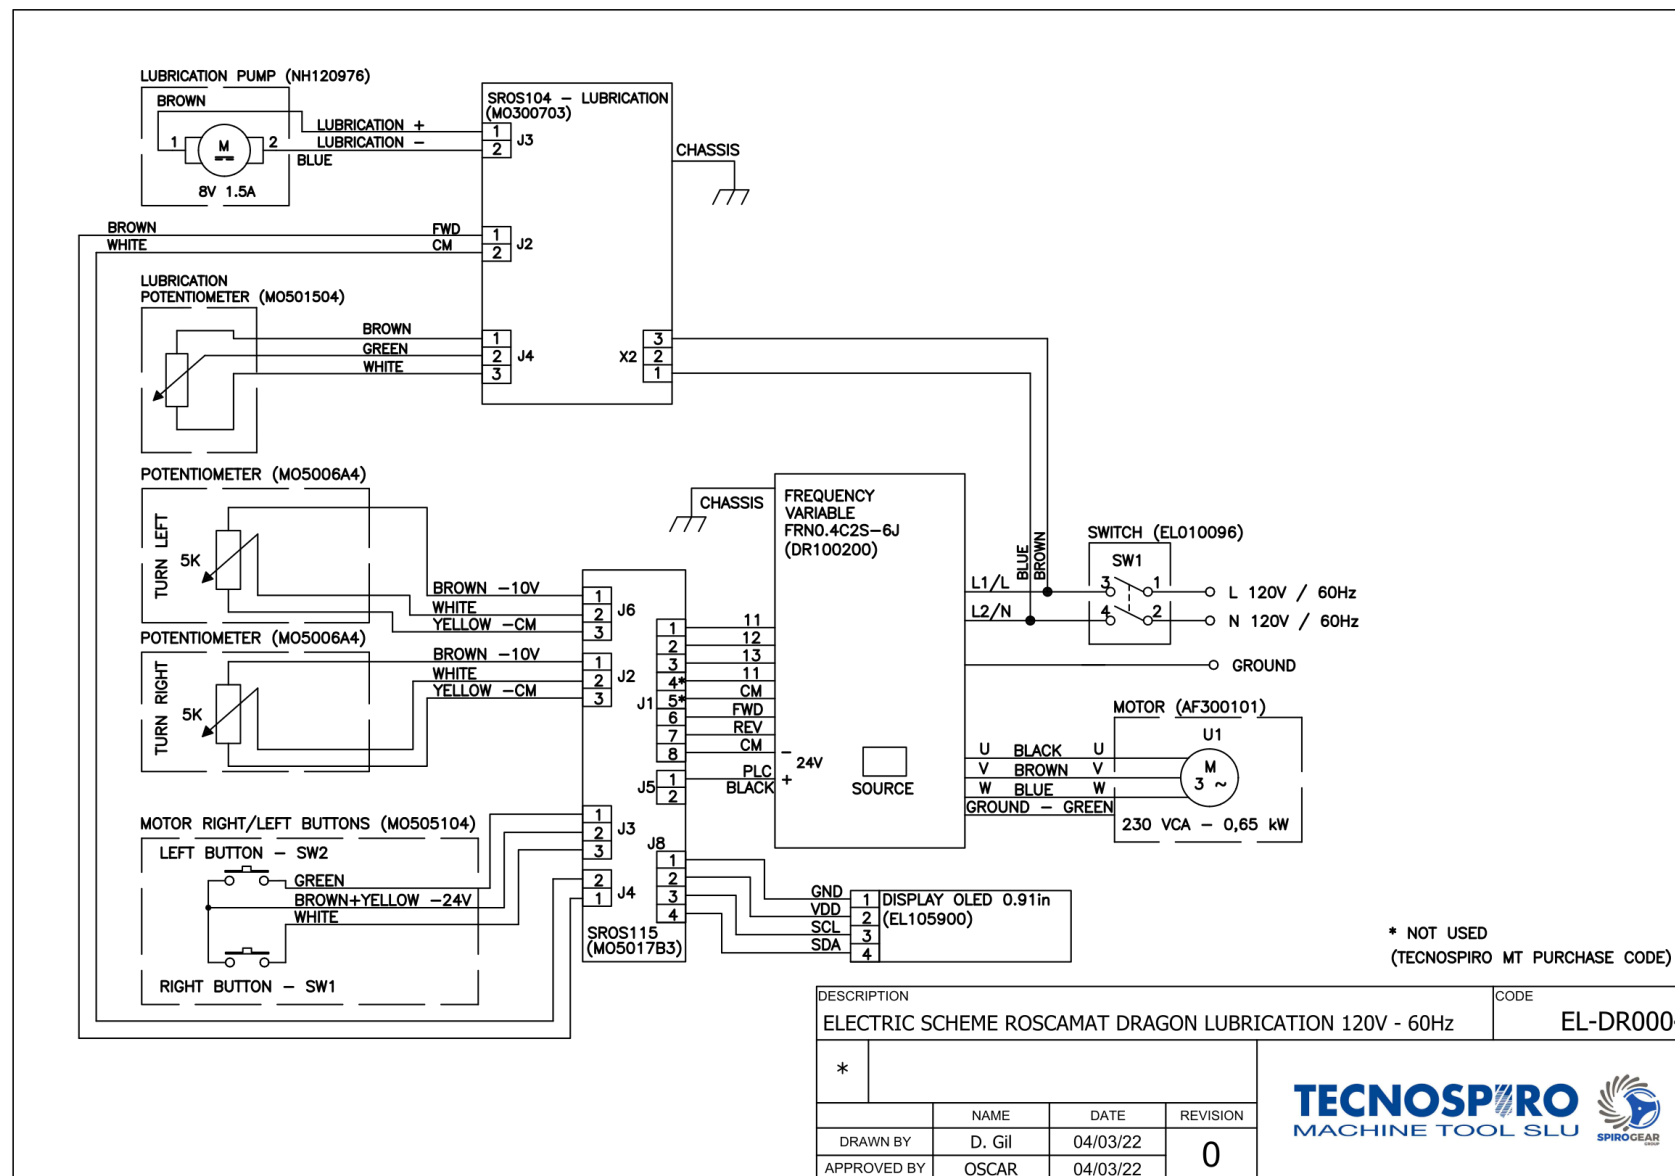 LUBRICATION PUMP (NH120976)
BROWN
LUBRICATION +
LUBRICATION -
1
M
2
BLUE
8V 1.5A
SROS104 - LUBRICATION
(MO300703)
1
2
J3
CHASSIS
BROWN
WHITE
FWD
CM
1
2
J2
LUBRICATION
POTENTIOMETER (MO501504)
BROWN
GREEN
WHITE
1
2
3
J4
X2
3
2
1
POTENTIOMETER (MO5006A4)
TURN LEFT
5K
BROWN -10V
WHITE
YELLOW -CM
1
2
3
J6
POTENTIOMETER (MO5006A4)
TURN RIGHT
5K
BROWN -10V
WHITE
YELLOW -CM
1
2
3
J2
J1
1
2
3
4*
5*
6
7
8
11
12
13
11
CM
FWD
REV
CM
PLC
BLACK
J5
1
2
CHASSIS
FREQUENCY
VARIABLE
FRN0.4C2S-6J
(DR100200)
-
24V
+
SOURCE
L1/L
L2/N
BLUE
BROWN
SWITCH (EL010096)
SW1
3
1
4
2
L 120V / 60Hz
N 120V / 60Hz
GROUND
MOTOR (AF300101)
U1
U BLACK U
V BROWN V
W BLUE W
GROUND - GREEN
M
3 ~
230 VCA - 0,65 kW
MOTOR RIGHT/LEFT BUTTONS (MO505104)
LEFT BUTTON - SW2
GREEN
BROWN+YELLOW -24V
WHITE
RIGHT BUTTON - SW1
1
2
3
J3
2
1
J4
J8
1
2
3
4
SROS115
(MO5017B3)
GND
VDD
SCL
SDA
1
2
3
4
DISPLAY OLED 0.91in
(EL105900)
* NOT USED
(TECNOSPIRO MT PURCHASE CODE)
DESCRIPTION
ELECTRIC SCHEME ROSCAMAT DRAGON LUBRICATION 120V - 60Hz
CODE
EL-DR000
*
NAME DATE REVISION
DRAWN BY D. Gil 04/03/22
0
APPROVED BY OSCAR 04/03/22
TECNOSPIRO
MACHINE TOOL SLU
SPIROGEAR
GROUP